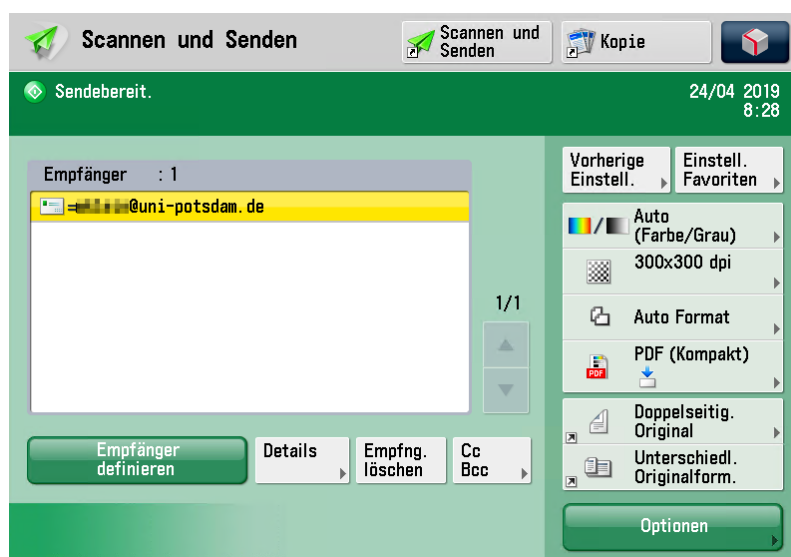 Scannen und Senden
Scannen und
Senden
Kopie
Sendebereit.
24/04 2019
8:28
Empfänger : 1
@uni-potsdam.de
1/1
Empfänger
definieren
Details
Empfng.
löschen
Cc
Bcc
Vorherige
Einstell.
Einstell.
Favoriten
Auto
(Farbe/Grau)
300x300 dpi
Auto Format
PDF
PDF (Kompakt)
Doppelseitig.
Original
Unterschiedl.
Originalform.
Optionen